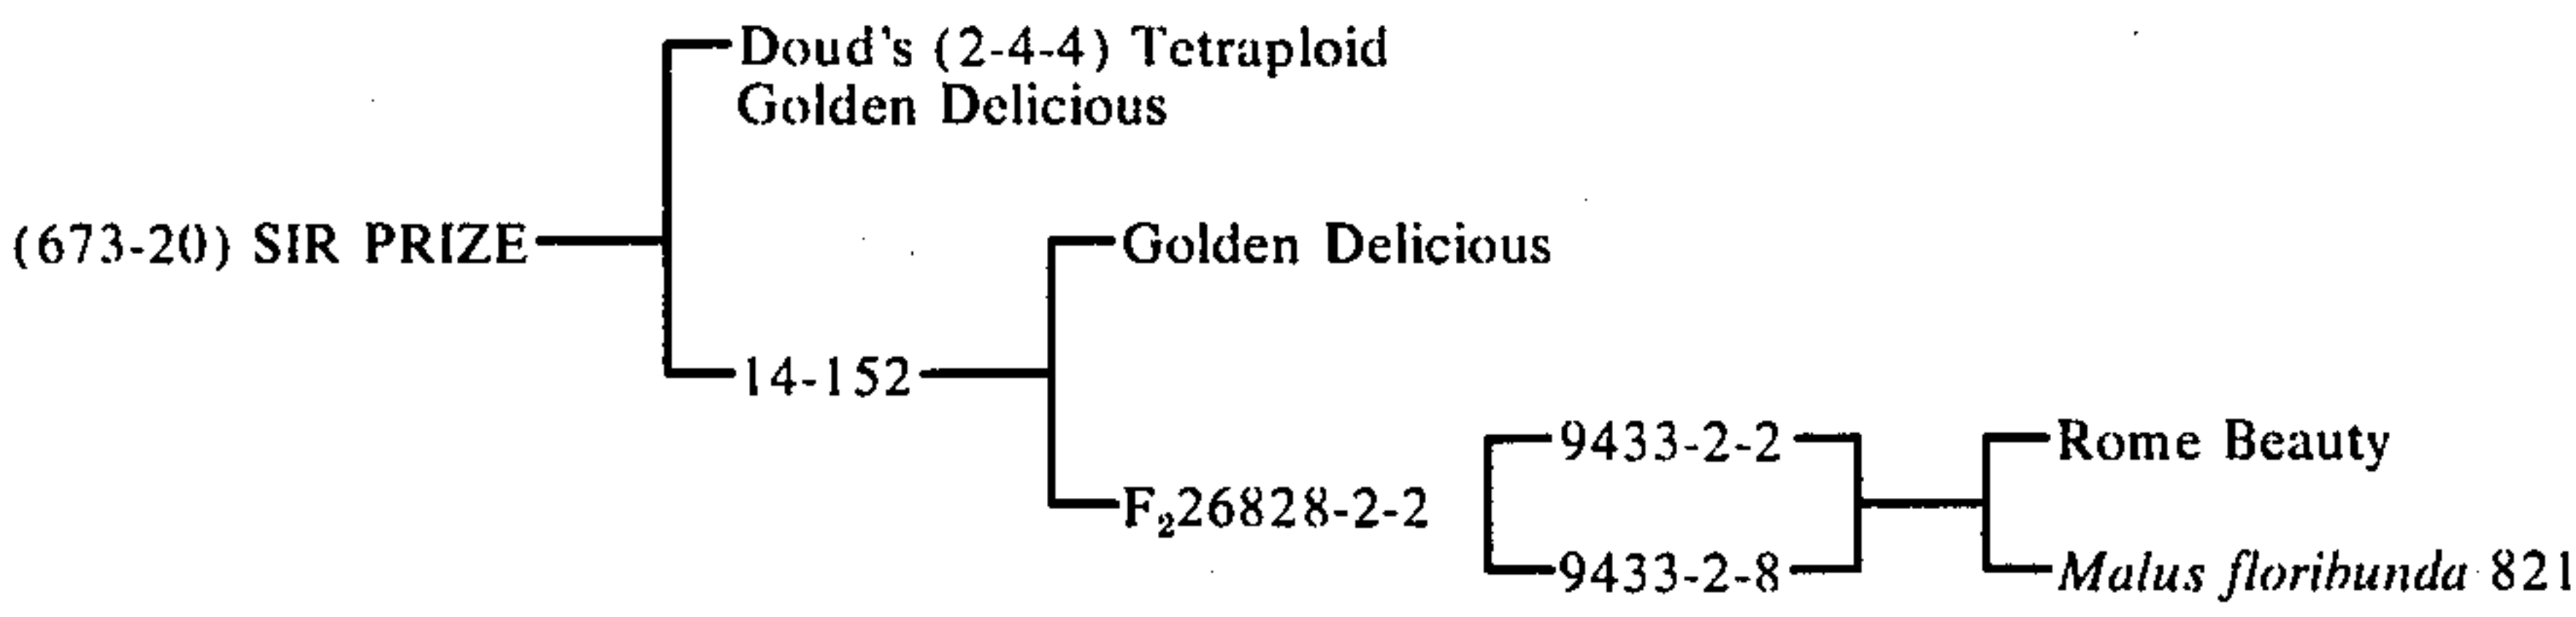 Doud's (2-4-4) Tetraploid
Golden Delicious
(673-20) SIR PRIZE
Golden Delicious
14-152
F₂26828-2-2
9433-2-2
Rome Beauty
9433-2-8
Malus floribunda 821